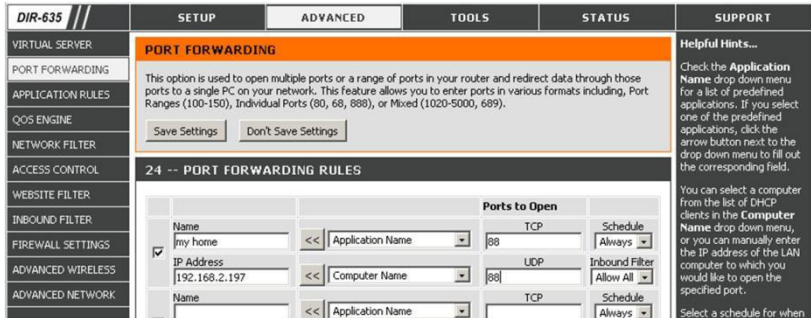 DIR-635
SETUP
ADVANCED
TOOLS
STATUS
SUPPORT
VIRTUAL SERVER
PORT FORWARDING
APPLICATION RULES
QOS ENGINE
NETWORK FILTER
ACCESS CONTROL
WEBSITE FILTER
INBOUND FILTER
FIREWALL SETTINGS
ADVANCED WIRELESS
ADVANCED NETWORK
PORT FORWARDING
This option is used to open multiple ports or a range of ports in your router and redirect data through those
ports to a single PC on your network. This feature allows you to enter ports in various formats including, Port
Ranges (100-150), Individual Ports (80, 68, 888), or Mixed (1020-5000, 689).
Save Settings
Don't Save Settings
24 -- PORT FORWARDING RULES
Ports to Open
Name
TCP
Schedule
my home
<<
Application Name
88
Always
IP Address
UDP
Inbound Filter
192.168.2.197
<<
Computer Name
88
Allow All
Name
TCP
Schedule
<<
Application Name
Always
Helpful Hints...
Check the Application
Name drop down menu
for a list of predefined
applications. If you select
one of the predefined
applications, click the
arrow button next to the
drop down menu to fill out
the corresponding field.
You can select a computer
from the list of DHCP
clients in the Computer
Name drop down menu,
or you can manually enter
the IP address of the LAN
computer to which you
would like to open the
specified port.
Select a schedule for when